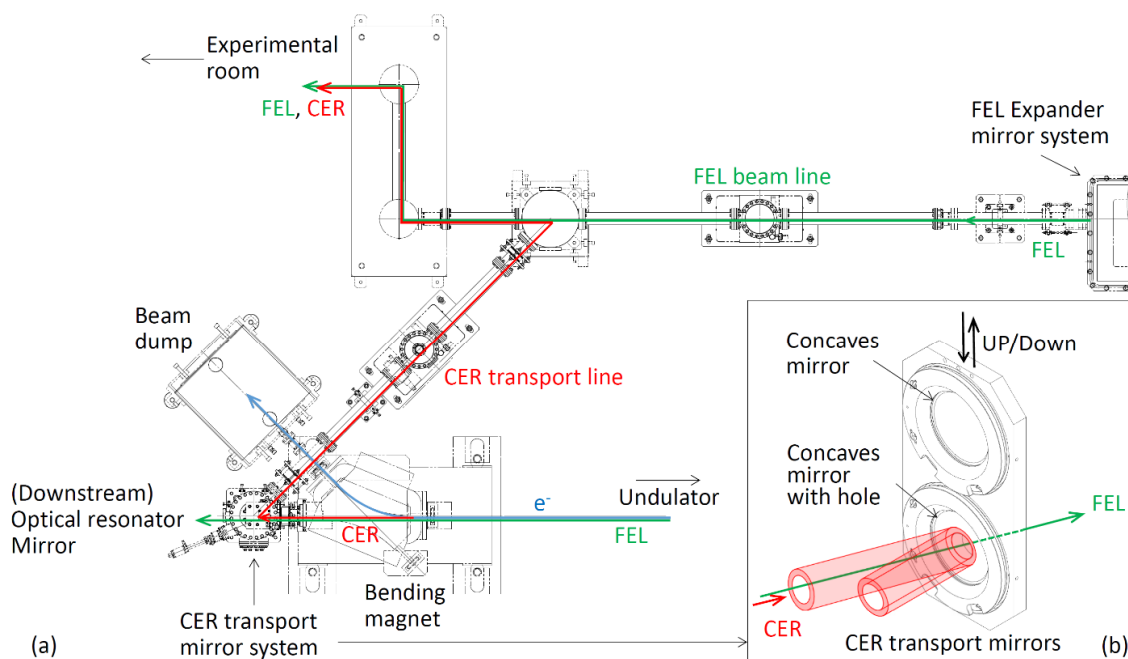 Experimental
room
FEL, CER
FEL Expander
mirror system
FEL beam line
FEL
Beam
dump
CER transport line
UP/Down
Concaves
mirror
Concaves
mirror
with hole
(Downstream)
Optical resonator
Mirror
Undulator
e-
CER
FEL
FEL
Bending
magnet
CER
CER transport
mirror system
CER transport mirrors
(a)
(b)